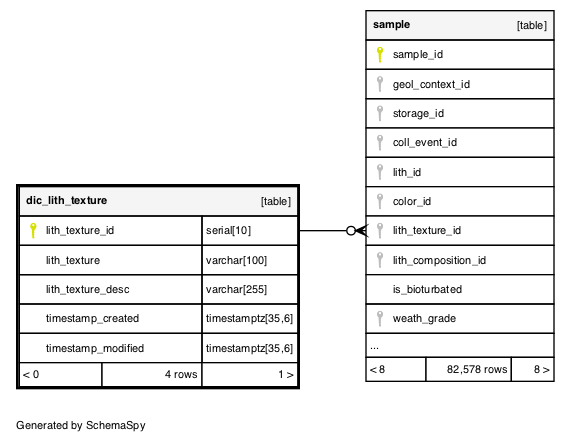 sample [table]
sample_id
geol_context_id
storage_id
coll_event_id
lith_id
color_id
lith_texture_id
lith_composition_id
is_bioturbated
weath_grade
...
< 8 82,578 rows 8 >
dic_lith_texture [table]
lith_texture_id serial[10]
lith_texture varchar[100]
lith_texture_desc varchar[255]
timestamp_created timestamptz[35,6]
timestamp_modified timestamptz[35,6]
< 0 4 rows 1 >
Generated by SchemaSpy